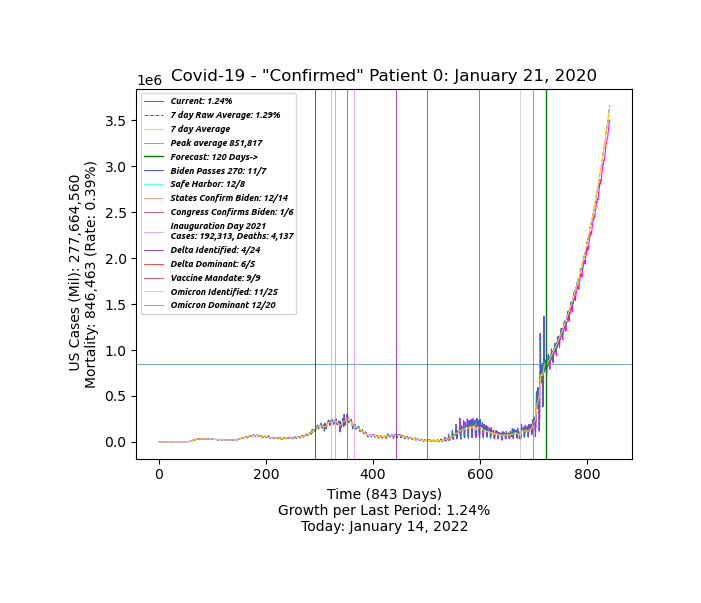 Covid-19 - "Confirmed" Patient 0: January 21, 2020
1e6
Current: 1.24%
7 day Raw Average: 1.29%
7 day Average
Peak average 851,817
Forecast: 120 Days->
Biden Passes 270: 11/7
Safe Harbor: 12/8
States Confirm Biden: 12/14
Congress Confirms Biden: 1/6
Inauguration Day 2021
Cases: 192,313, Deaths: 4,137
Delta Identified: 4/24
Delta Dominant: 6/5
Vaccine Mandate: 9/9
Omicron Identified: 11/25
Omicron Dominant 12/20
3.5
3.0
2.5
2.0
1.5
1.0
0.5
0.0
US Cases (Mil): 277,664,560
Mortality: 846,463 (Rate: 0.39%)
0 200 400 600 800
Time (843 Days)
Growth per Last Period: 1.24%
Today: January 14, 2022